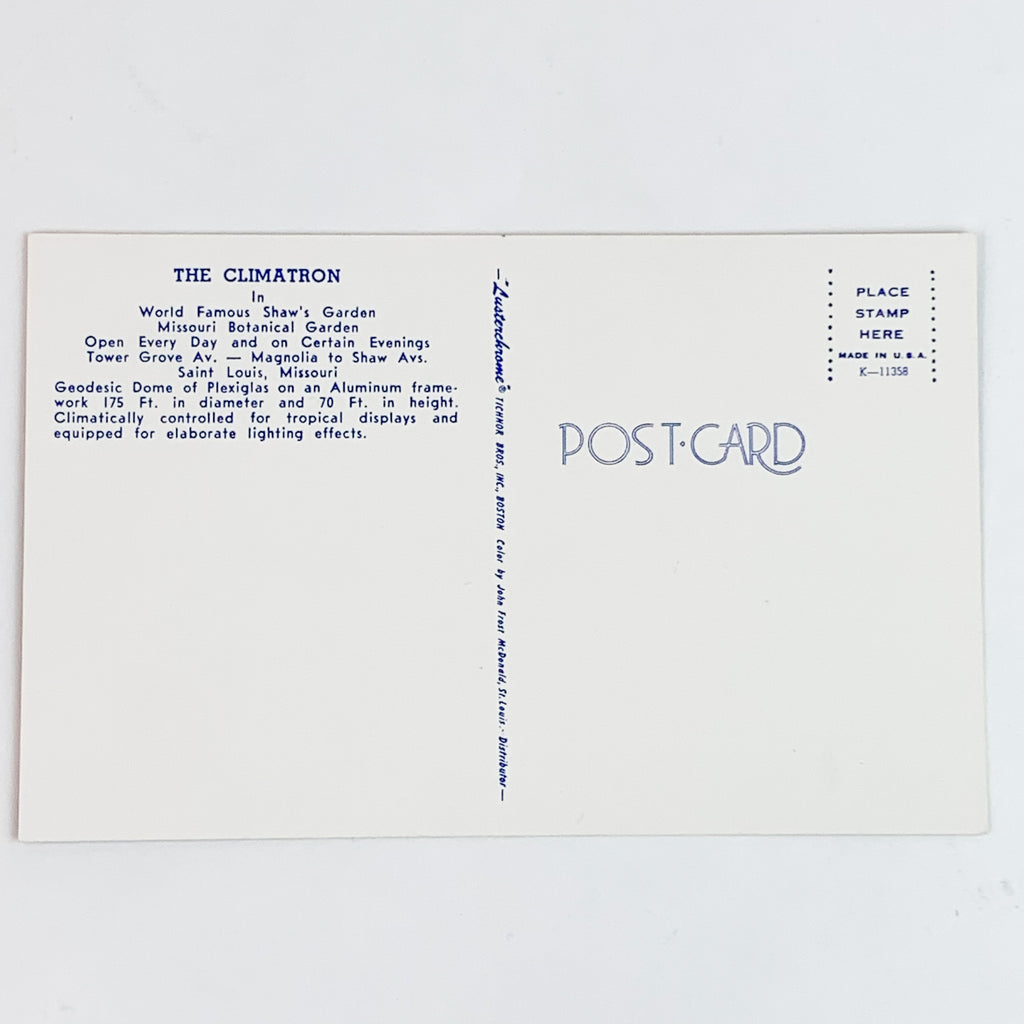 THE CLIMATRON
In
World Famous Shaw's Garden
Missouri Botanical Garden
Open Every Day and on Certain Evenings
Tower Grove Av. — Magnolia to Shaw Avs.
Saint Louis, Missouri
Geodesic Dome of Plexiglas on an Aluminum frame-
work 175 Ft. in diameter and 70 Ft. in height.
Climatically controlled for tropical displays and
equipped for elaborate lighting effects.
—"Lusterchrome"® TICHNOR BROS., INC., BOSTON Color by John Frost McDonald, St. Louis.- Distributor—
PLACE
STAMP
HERE
MADE IN U.S.A.
K—11358
POST·CARD